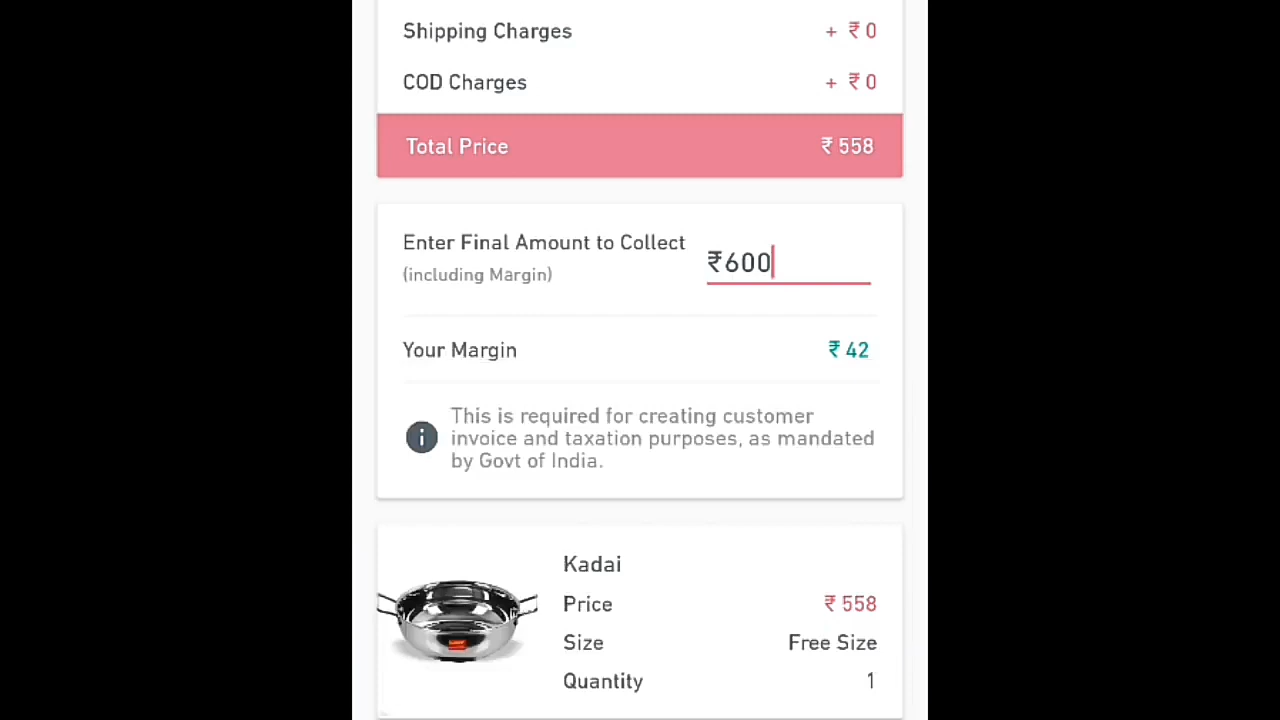 Shipping Charges + ₹ 0
COD Charges + ₹ 0
Total Price ₹ 558
Enter Final Amount to Collect
(including Margin)
₹600
Your Margin ₹ 42
This is required for creating customer
invoice and taxation purposes, as mandated
by Govt of India.
Kadai
Price ₹ 558
Size Free Size
Quantity 1